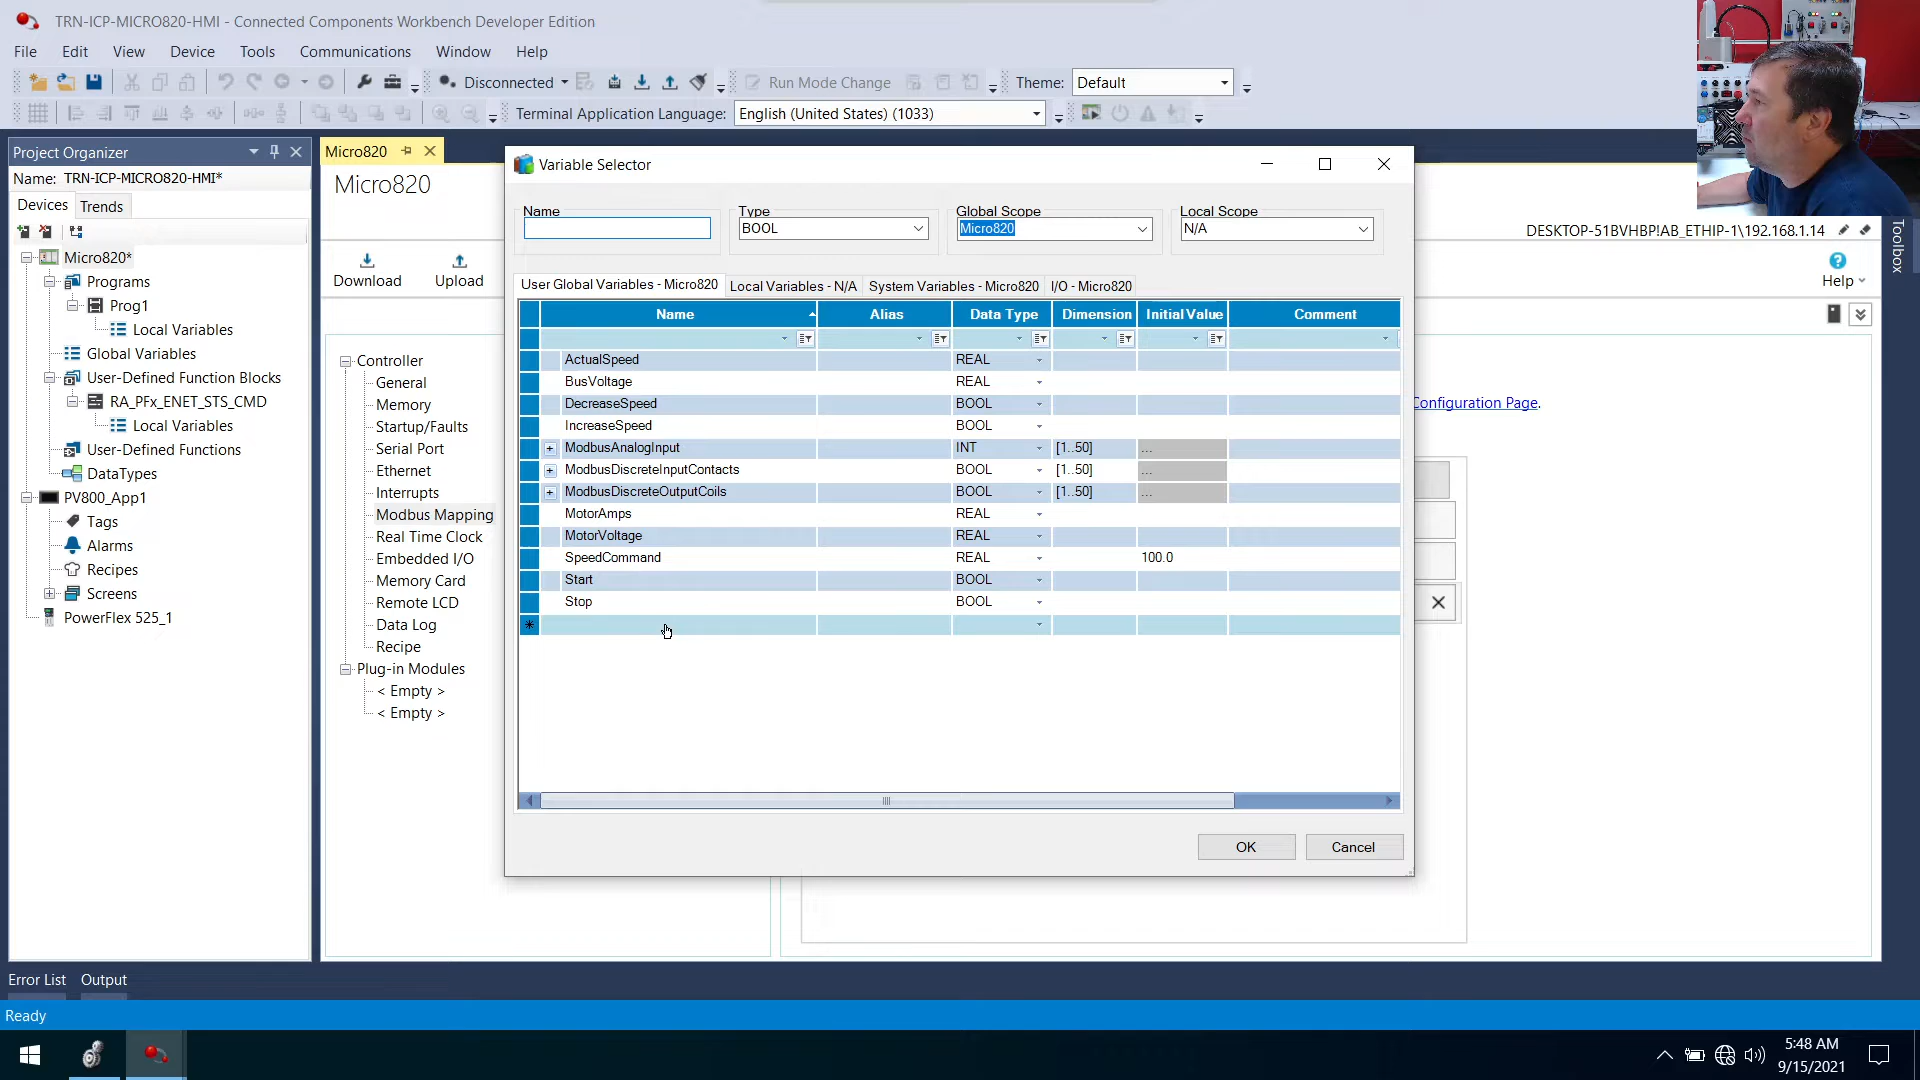 TRN-ICP-MICRO820-HMI - Connected Components Workbench Developer Edition
File Edit View Device Tools Communications Window Help
Disconnected Run Mode Change Theme: Default
Terminal Application Language: English (United States) (1033)
Project Organizer
Name: TRN-ICP-MICRO820-HMI*
Devices Trends
Micro820*
Programs
Prog1
Local Variables
Global Variables
User-Defined Function Blocks
RA_PFx_ENET_STS_CMD
Local Variables
User-Defined Functions
DataTypes
PV800_App1
Tags
Alarms
Recipes
Screens
PowerFlex 525_1
Micro820
Micro820
Download Upload
Controller
General
Memory
Startup/Faults
Serial Port
Ethernet
Interrupts
Modbus Mapping
Real Time Clock
Embedded I/O
Memory Card
Remote LCD
Data Log
Recipe
Plug-in Modules
< Empty >
< Empty >
Variable Selector
Name Type Global Scope Local Scope
BOOL Micro820 N/A
User Global Variables - Micro820 Local Variables - N/A System Variables - Micro820 I/O - Micro820
Name Alias Data Type Dimension Initial Value Comment
ActualSpeed REAL
BusVoltage REAL
DecreaseSpeed BOOL
IncreaseSpeed BOOL
ModbusAnalogInput INT [1..50] ...
ModbusDiscreteInputContacts BOOL [1..50] ...
ModbusDiscreteOutputCoils BOOL [1..50] ...
MotorAmps REAL
MotorVoltage REAL
SpeedCommand REAL 100.0
Start BOOL
Stop BOOL
OK Cancel
DESKTOP-51BVHBP!AB_ETHIP-1\192.168.1.14
Help
Configuration Page.
Toolbox
Error List Output
Ready
5:48 AM
9/15/2021